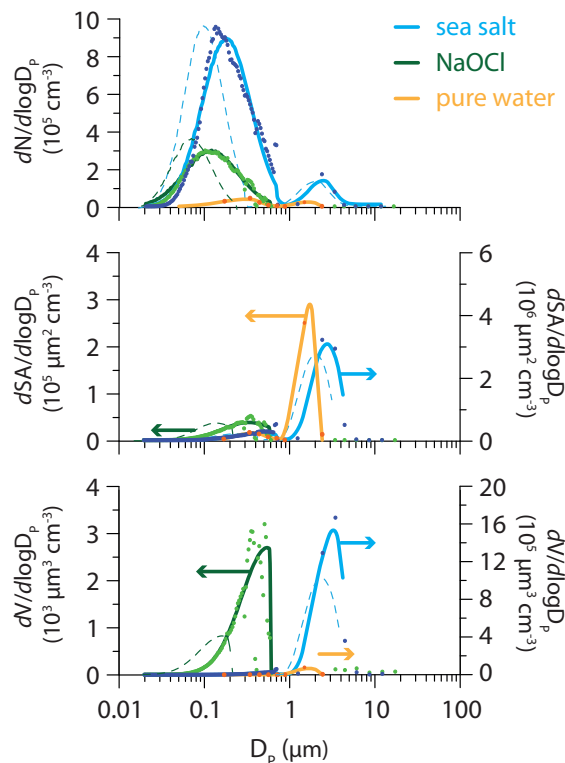 sea salt
NaOCl
pure water
dN/dlogDₚ
(10⁵ cm⁻³)
10
8
6
4
2
0
dSA/dlogDₚ
(10⁵ μm² cm⁻³)
4
3
2
1
0
6
4
2
0
dSA/dlogDₚ
(10⁶ μm² cm⁻³)
dV/dlogDₚ
(10³ μm³ cm⁻³)
4
3
2
1
0
20
16
12
8
4
0
dV/dlogDₚ
(10⁵ μm³ cm⁻³)
0.01 0.1 1 10 100
Dₚ (μm)